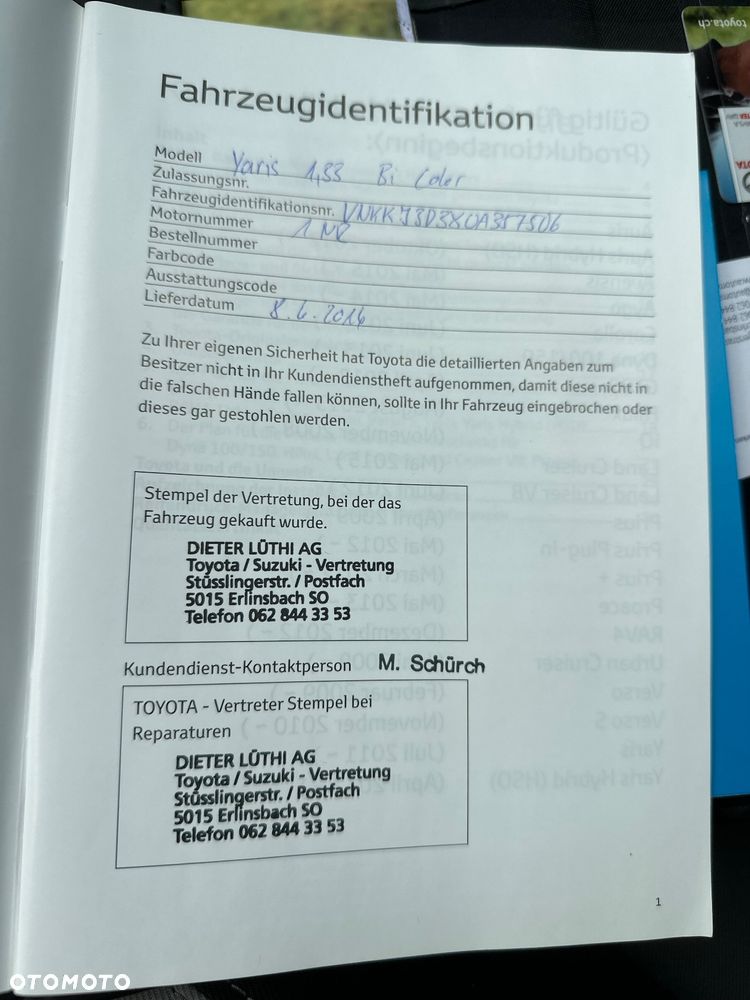 Fahrzeugidentifikation
Modell Yaris 1,33 Bi Color
Zulassungsnr.
Fahrzeugidentifikationsnr.
Motornummer 1 NR
Bestellnummer
Farbcode
Ausstattungscode
Lieferdatum 8.6.2016
Zu Ihrer eigenen Sicherheit hat Toyota die detaillierten Angaben zum
Besitzer nicht in Ihr Kundendienstheft aufgenommen, damit diese nicht in
die falschen Hände fallen können, sollte in Ihr Fahrzeug eingebrochen oder
dieses gar gestohlen werden.
Stempel der Vertretung, bei der das
Fahrzeug gekauft wurde.
DIETER LÜTHI AG
Toyota / Suzuki - Vertretung
Stüsslingerstr. / Postfach
5015 Erlinsbach SO
Telefon 062 844 33 53
Kundendienst-Kontaktperson M. Schürch
TOYOTA - Vertreter Stempel bei
Reparaturen
DIETER LÜTHI AG
Toyota / Suzuki - Vertretung
Stüsslingerstr. / Postfach
5015 Erlinsbach SO
Telefon 062 844 33 53
1
toyota.ch
OTOMOTO